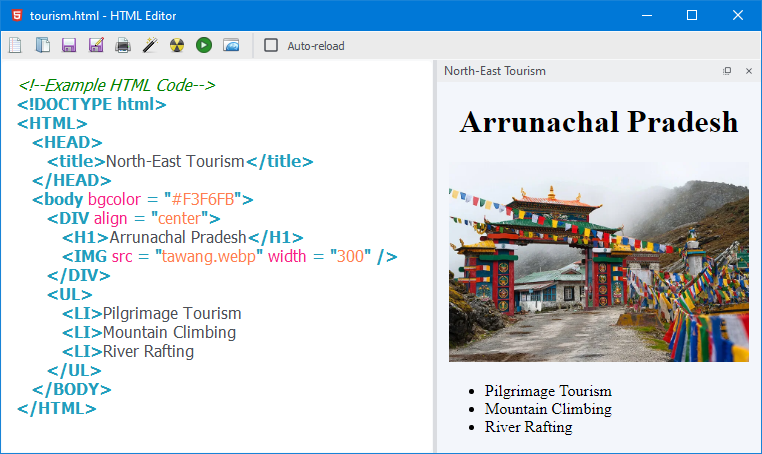 tourism.html - HTML Editor
Auto-reload
<!--Example HTML Code-->
<!DOCTYPE html>
<HTML>
<HEAD>
<title>North-East Tourism</title>
</HEAD>
<body bgcolor = "#F3F6FB">
<DIV align = "center">
<H1>Arrunachal Pradesh</H1>
<IMG src = "tawang.webp" width = "300" />
</DIV>
<UL>
<LI>Pilgrimage Tourism
<LI>Mountain Climbing
<LI>River Rafting
</UL>
</BODY>
</HTML>
North-East Tourism
Arrunachal Pradesh
• Pilgrimage Tourism
• Mountain Climbing
• River Rafting